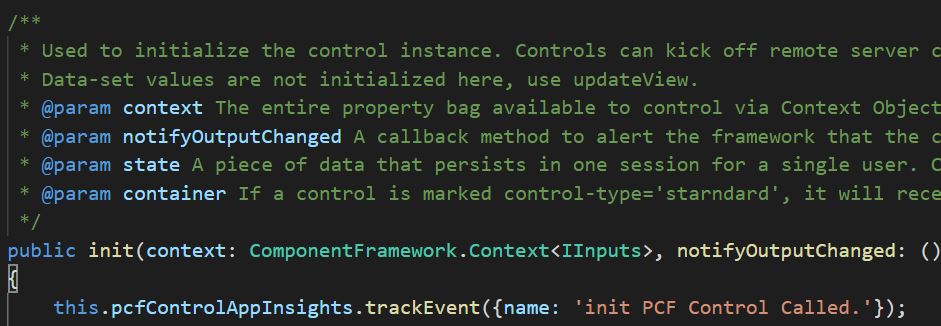 /**
* Used to initialize the control instance. Controls can kick off remote server
* Data-set values are not initialized here, use updateView.
* @param context The entire property bag available to control via Context Object
* @param notifyOutputChanged A callback method to alert the framework that the
* @param state A piece of data that persists in one session for a single user.
* @param container If a control is marked control-type='starndard', it will rece
*/
public init(context: ComponentFramework.Context<IInputs>, notifyOutputChanged: ()
{
this.pcfControlAppInsights.trackEvent({name: 'init PCF Control Called.'});